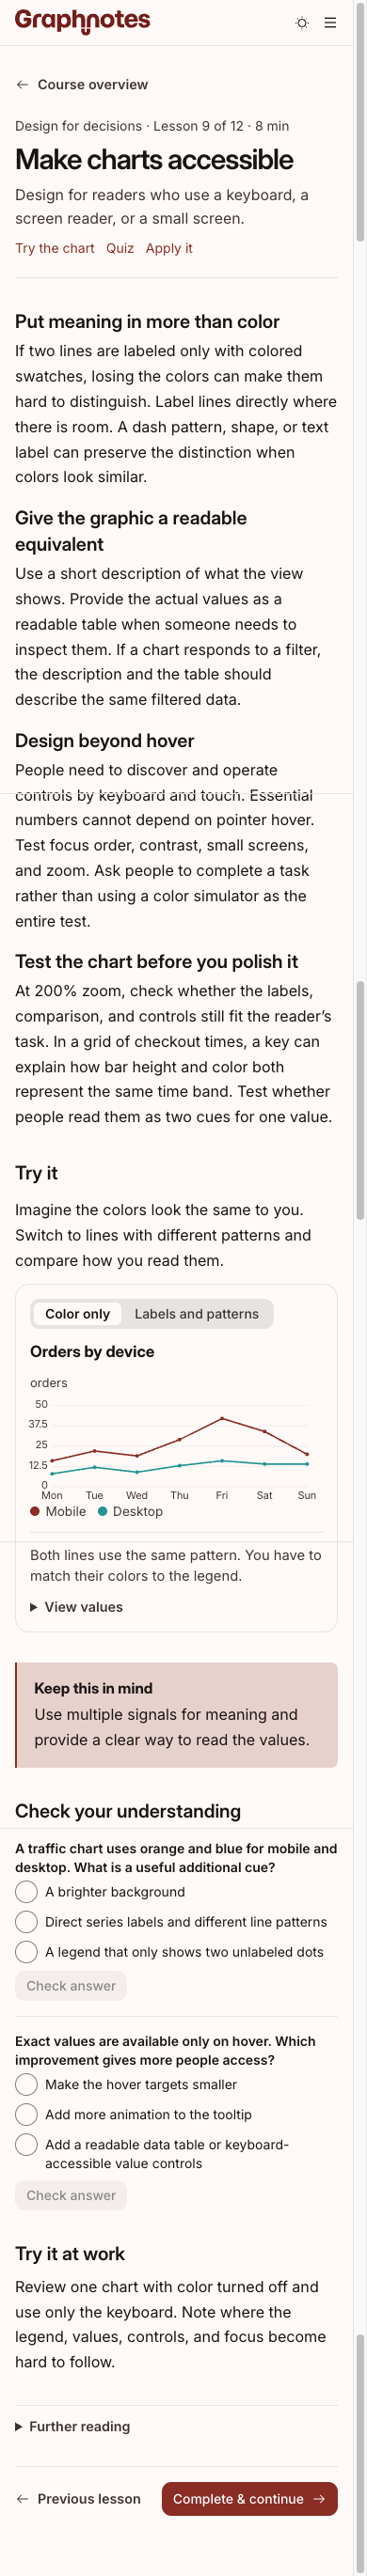 Graphnotes
← Course overview
Design for decisions · Lesson 9 of 12 · 8 min
Make charts accessible
Design for readers who use a keyboard, a
screen reader, or a small screen.
Try the chart Quiz Apply it
Put meaning in more than color
If two lines are labeled only with colored
swatches, losing the colors can make them
hard to distinguish. Label lines directly where
there is room. A dash pattern, shape, or text
label can preserve the distinction when
colors look similar.
Give the graphic a readable
equivalent
Use a short description of what the view
shows. Provide the actual values as a
readable table when someone needs to
inspect them. If a chart responds to a filter,
the description and the table should
describe the same filtered data.
Design beyond hover
People need to discover and operate
controls by keyboard and touch. Essential
numbers cannot depend on pointer hover.
Test focus order, contrast, small screens,
and zoom. Ask people to complete a task
rather than using a color simulator as the
entire test.
Test the chart before you polish it
At 200% zoom, check whether the labels,
comparison, and controls still fit the reader’s
task. In a grid of checkout times, a key can
explain how bar height and color both
represent the same time band. Test whether
people read them as two cues for one value.
Try it
Imagine the colors look the same to you.
Switch to lines with different patterns and
compare how you read them.
Color only Labels and patterns
Orders by device
orders
50
37.5
25
12.5
0
Mon Tue Wed Thu Fri Sat Sun
Mobile Desktop
Both lines use the same pattern. You have to
match their colors to the legend.
View values
Keep this in mind
Use multiple signals for meaning and
provide a clear way to read the values.
Check your understanding
A traffic chart uses orange and blue for mobile and
desktop. What is a useful additional cue?
A brighter background
Direct series labels and different line patterns
A legend that only shows two unlabeled dots
Check answer
Exact values are available only on hover. Which
improvement gives more people access?
Make the hover targets smaller
Add more animation to the tooltip
Add a readable data table or keyboard-
accessible value controls
Check answer
Try it at work
Review one chart with color turned off and
use only the keyboard. Note where the
legend, values, controls, and focus become
hard to follow.
Further reading
← Previous lesson Complete & continue →